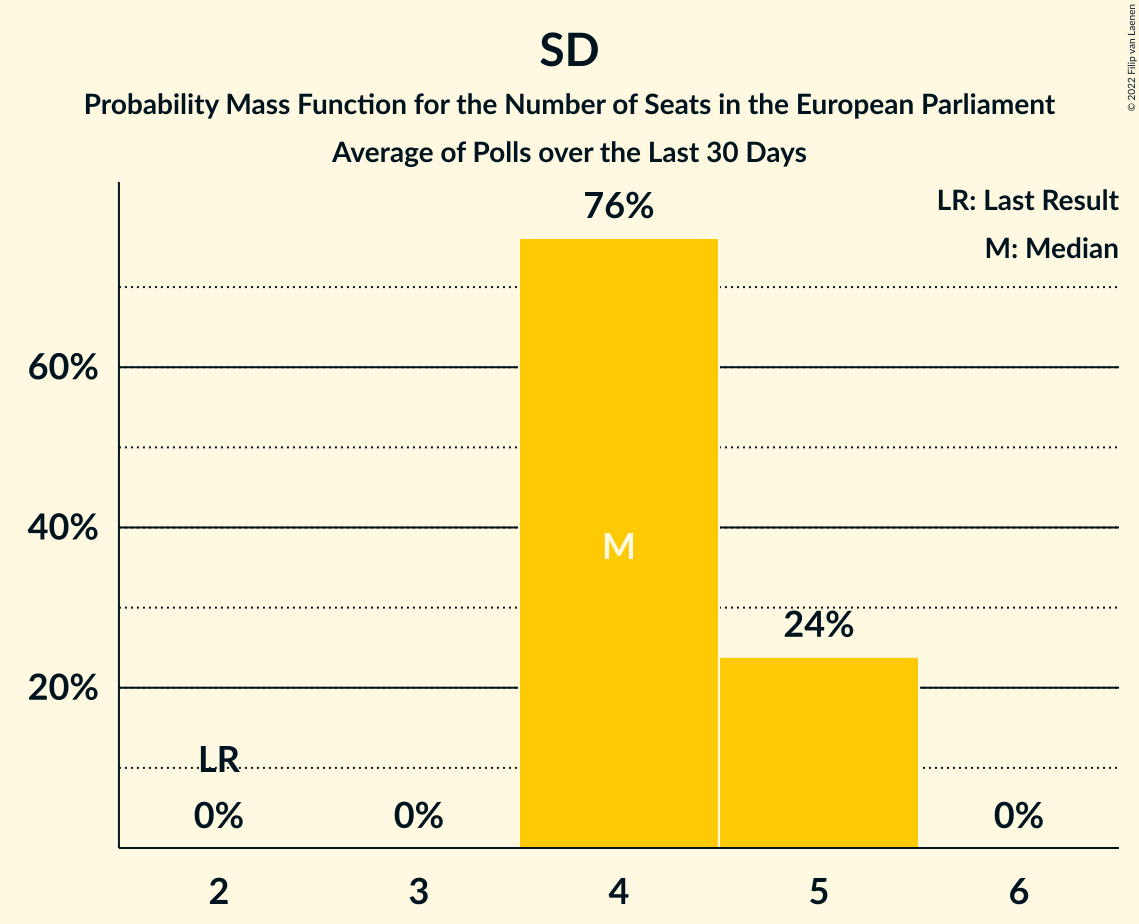 SD
Probability Mass Function for the Number of Seats in the European Parliament
Average of Polls over the Last 30 Days
© 2022 Filip van Laenen
LR: Last Result
M: Median
76%
60%
40%
20%
M
24%
LR
0%
0%
0%
2
3
4
5
6